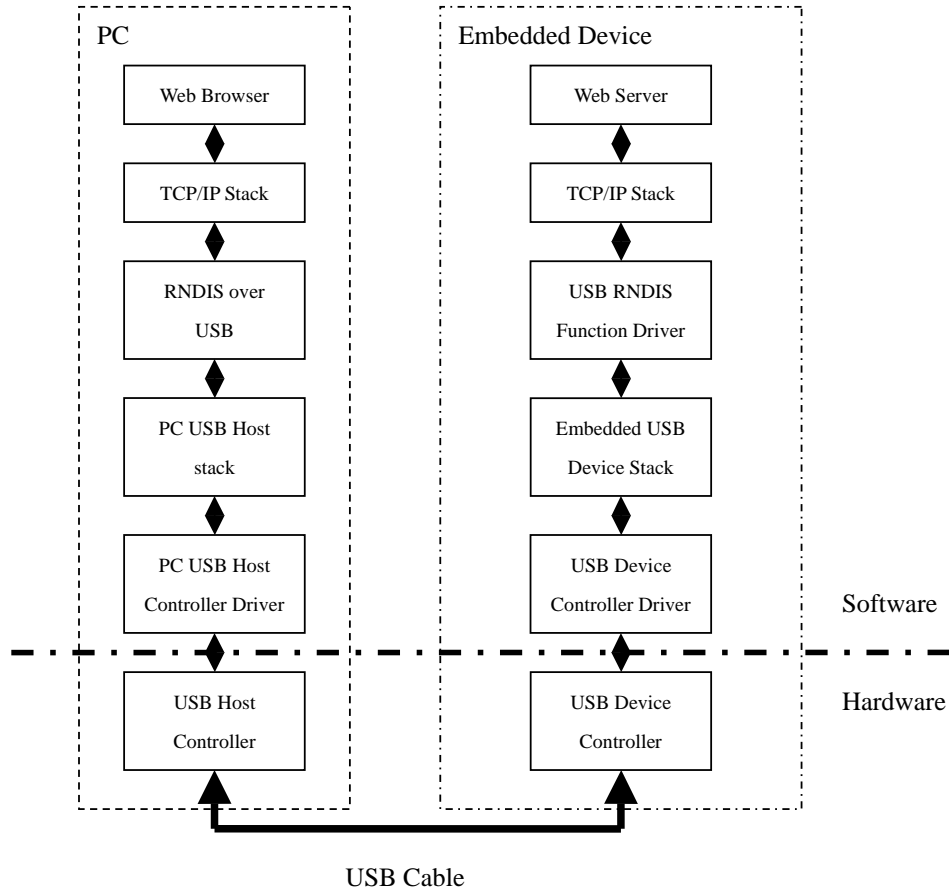 PC
Web Browser
TCP/IP Stack
RNDIS over
USB
PC USB Host
stack
PC USB Host
Controller Driver
USB Host
Controller
Embedded Device
Web Server
TCP/IP Stack
USB RNDIS
Function Driver
Embedded USB
Device Stack
USB Device
Controller Driver
USB Device
Controller
Software
Hardware
USB Cable